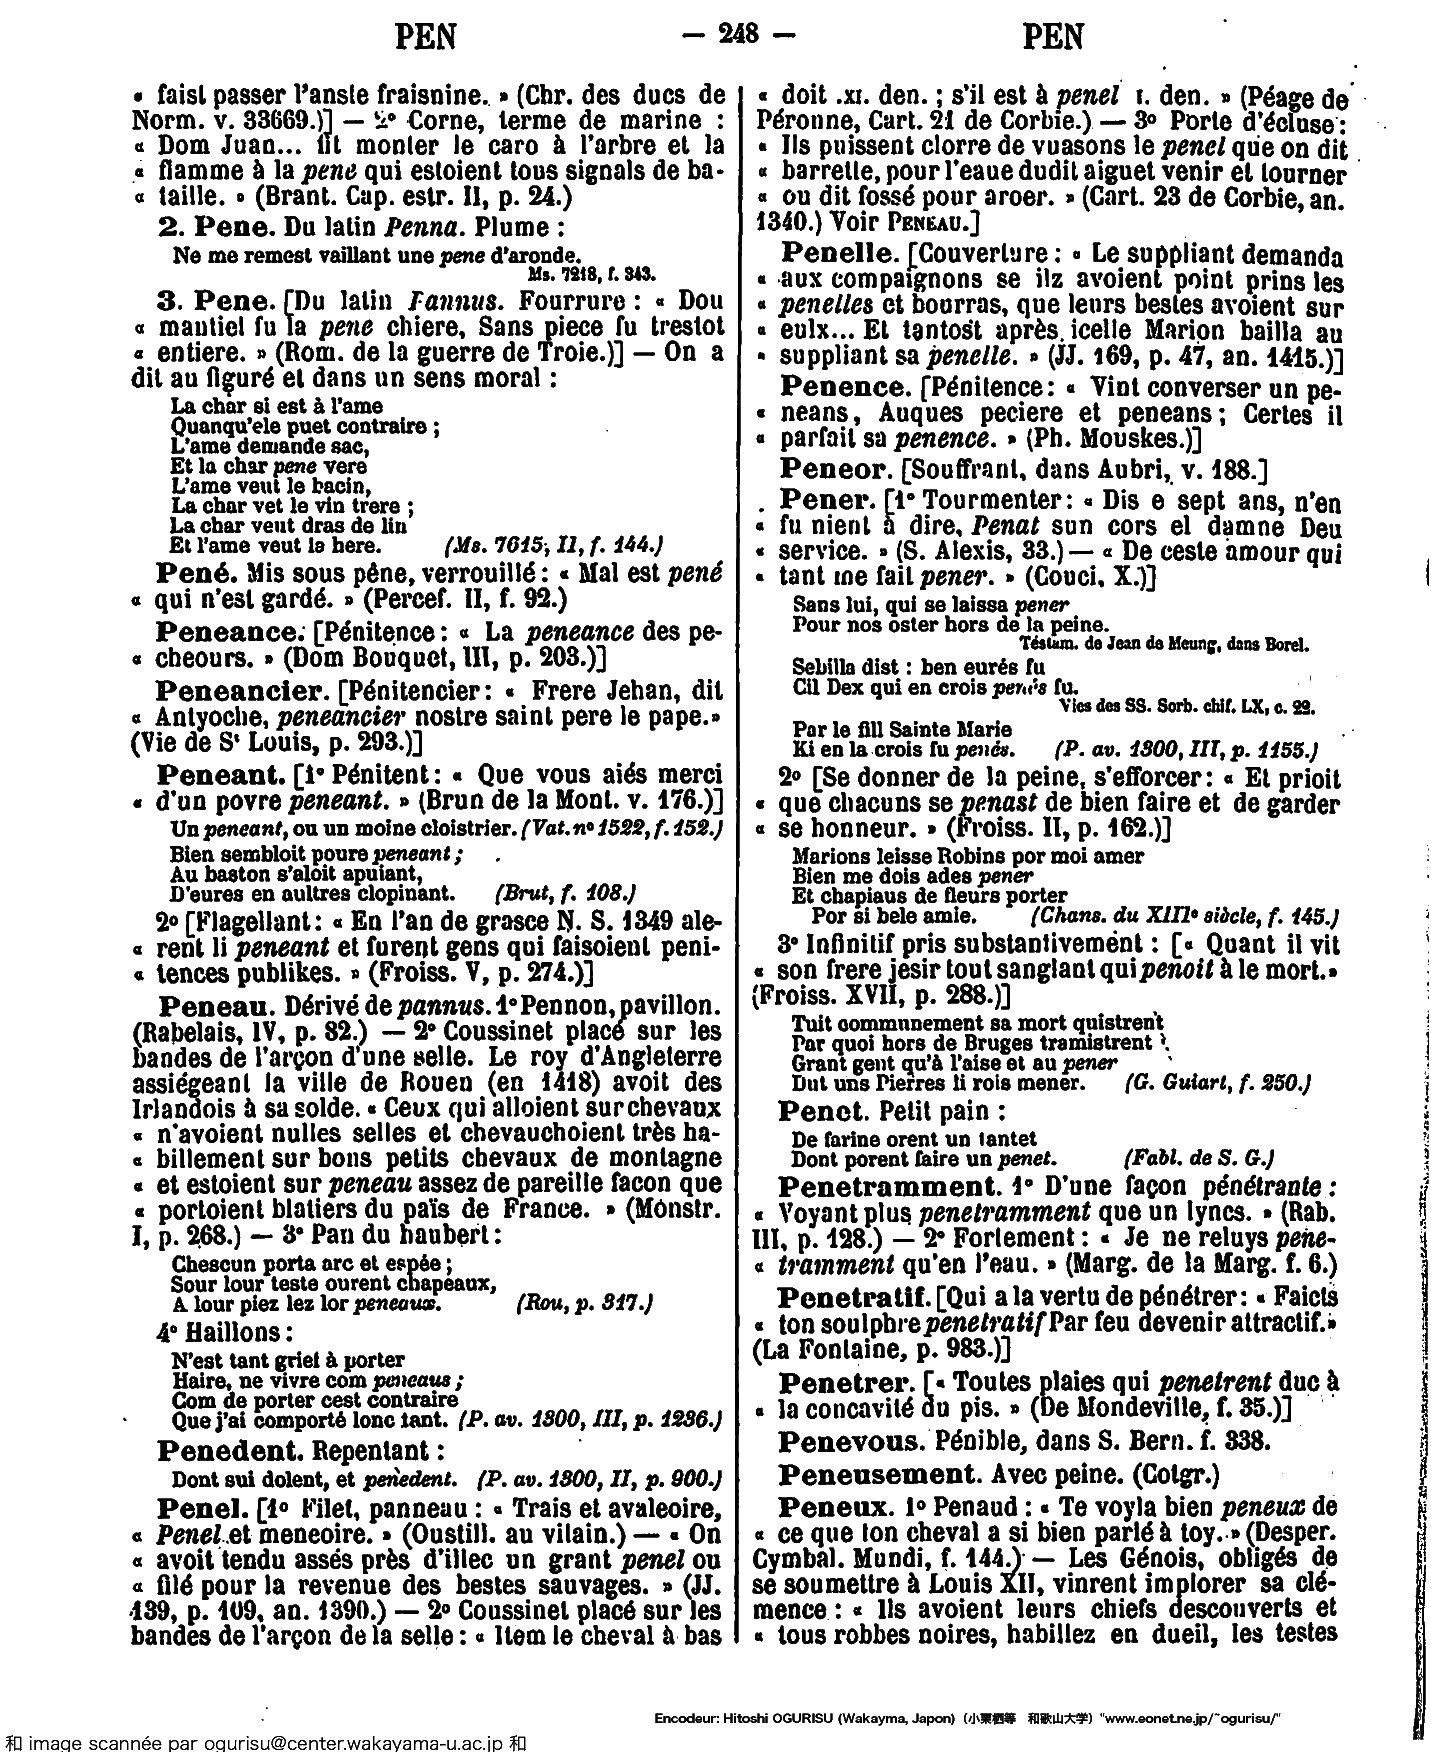 PEN — 248 — PEN
« faist passer l'anste fraisnine. » (Chr. des ducs de
Norm. v. 33669.)] — 2º Corne, terme de marine :
« Dom Juan... fit monter le caro à l'arbre et la
« flamme à la pene qui estoient tous signals de ba-
« taille. » (Brant. Cap. estr. II, p. 24.)
2. Pene. Du latin Penna. Plume :
Ne me remest vaillant une pene d'aronde.
Ms. 7218, f. 343.
3. Pene. [Du latin Pannus. Fourrure : « Dou
« mantiel fu la pene chiere, Sans piece fu trestot
« entiere. » (Rom. de la guerre de Troie.)] — On a
dit au figuré et dans un sens moral :
La char si est à l'ame
Quanqu'ele puet contraire ;
L'ame demande sac,
Et la char pene vere
L'ame veut le bacin,
La char vet le vin trere ;
La char veut dras de lin
Et l'ame veut la here. (Ms. 7615, II, f. 144.)
Pené. Mis sous pêne, verrouillé : « Mal est pené
« qui n'est gardé. » (Percef. II, f. 92.)
Peneance. [Pénitence : « La peneance des pe-
« cheours. » (Dom Bouquet, III, p. 203.)]
Peneancier. [Pénitencier : « Frere Jehan, dit
« Antyoche, peneancier nostre saint pere le pape. »
(Vie de St Louis, p. 293.)]
Peneant. [1º Pénitent : « Que vous aiés merci
« d'un povre peneant. » (Brun de la Mont. v. 176.)]
Un peneant, ou un moine cloistrier. (Vat. nº 1522, f. 152.)
Bien sembloit poure peneant ;
Au baston s'aloit apuiant,
D'eures en aultres clopinant. (Brut, f. 108.)
2º [Flagellant : « En l'an de grasce N. S. 1349 ale-
« rent li peneant et furent gens qui faisoient peni-
« tences publikes. » (Froiss. V, p. 274.)]
Peneau. Dérivé de pannus. 1º Pennon, pavillon.
(Rabelais, IV, p. 82.) — 2º Coussinet placé sur les
bandes de l'arçon d'une selle. Le roy d'Angleterre
assiégeant la ville de Rouen (en 1418) avoit des
Irlandois à sa solde. « Ceux qui alloient sur chevaux
« n'avoient nulles selles et chevauchoient très ha-
« billement sur bons petits chevaux de montagne
« et estoient sur peneau assez de pareille facon que
« portoient blatiers du païs de France. » (Monstr.
I, p. 268.) — 3º Pan du haubert :
Chescun porta arc et espée ;
Sour lour teste ourent chapeaux,
A lour piez lez lor peneaux. (Rou, p. 317.)
4º Haillons :
N'est tant griel à porter
Haire, ne vivre com peneaus ;
Com de porter cest contraire
Que j'ai comporté lonc tant. (P. av. 1300, III, p. 1236.)
Penedent. Repentant :
Dont sui dolent, et penedent. (P. av. 1300, II, p. 900.)
Penel. [1º Filet, panneau : « Trais et avaleoire,
« Penel et meneoire. » (Oustill. au vilain.) — « On
« avoit tendu assés près d'illec un grant penel ou
« filé pour la revenue des bestes sauvages. » (JJ.
139, p. 109, an. 1390.) — 2º Coussinet placé sur les
bandes de l'arçon de la selle : « Item le cheval à bas
« doit .XI. den. ; s'il est à penel I. den. » (Péage de
Péronne, Cart. 21 de Corbie.) — 3º Porte d'écluse :
« Ils puissent clorre de vuasons le penel que on dit
« barrette, pour l'eaue dudit aiguet venir et tourner
« ou dit fossé pour aroer. » (Cart. 23 de Corbie, an.
1340.) Voir PENEAU.]
Penelle. [Couverture : « Le suppliant demanda
« aux compaignons se ilz avoient point prins les
« penelles et bourras, que leurs bestes avoient sur
« eulx... Et tantost après icelle Marion bailla au
« suppliant sa penelle. » (JJ. 169, p. 47, an. 1415.)]
Penence. [Pénitence : « Vint converser un pe-
« neans, Auques peciere et peneans ; Certes il
« parfait sa penence. » (Ph. Mouskes.)]
Peneor. [Souffrant, dans Aubri, v. 188.]
Pener. [1º Tourmenter : « Dis e sept ans, n'en
« fu nient a dire, Penat sun cors el damne Deu
« service. » (S. Alexis, 33.) — « De ceste amour qui
« tant me fait pener. » (Couci, X.)]
Sans lui, qui se laissa pener
Pour nos oster hors de la peine.
Testam. de Jean de Meung, dans Borel.
Sebilla dist : ben eurés fu
Cil Dex qui en crois penés fu.
Vies des SS. Sorb. chif. LX, c. 22.
Par le fill Sainte Marie
Ki en la crois fu penés. (P. av. 1300, III, p. 1155.)
2º [Se donner de la peine, s'efforcer : « Et prioit
« que chacuns se penast de bien faire et de garder
« se honneur. » (Froiss. II, p. 162.)]
Marions leisse Robins por moi amer
Bien me dois ades pener
Et chapiaus de fleurs porter
Por si bele amie. (Chans. du XIIIe siècle, f. 145.)
3º Infinitif pris substantivement : [« Quant il vit
« son frere jesir tout sanglant qui penoit à le mort. »
(Froiss. XVII, p. 288.)]
Tuit communement sa mort quistrent
Par quoi hors de Bruges tramistrent
Grant gent qu'à l'aise et au pener
Dut uns Pierres li rois mener. (G. Guiart, f. 250.)
Penet. Petit pain :
De farine orent un tantet
Dont porent faire un penet. (Fabl. de S. G.)
Penetramment. 1º D'une façon pénétrante :
« Voyant plus penetramment que un lyncs. » (Rab.
III, p. 128.) — 2º Fortement : « Je ne reluys pene-
« tramment qu'en l'eau. » (Marg. de la Marg. f. 6.)
Penetratif. [Qui a la vertu de pénétrer : « Faicts
« ton soulphre penetratif Par feu devenir attractif. »
(La Fontaine, p. 983.)]
Penetrer. [« Toutes plaies qui penetrent duc à
« la concavité du pis. » (De Mondeville, f. 35.)]
Penevous. Pénible, dans S. Bern. f. 338.
Peneusement. Avec peine. (Cotgr.)
Peneux. 1º Penaud : « Te voyla bien peneux de
« ce que ton cheval a si bien parlé à toy. » (Desper.
Cymbal. Mundi, f. 144.) — Les Génois, obligés de
se soumettre à Louis XII, vinrent implorer sa clé-
mence : « Ils avoient leurs chiefs descouverts et
« tous robbes noires, habillez en dueil, les testes
Encodeur: Hitoshi OGURISU (Wakayma, Japon) (小栗栖等 和歌山大学) "www.eonet.ne.jp/~ogurisu/"
和 image scannée par ogurisu@center.wakayama-u.ac.jp 和